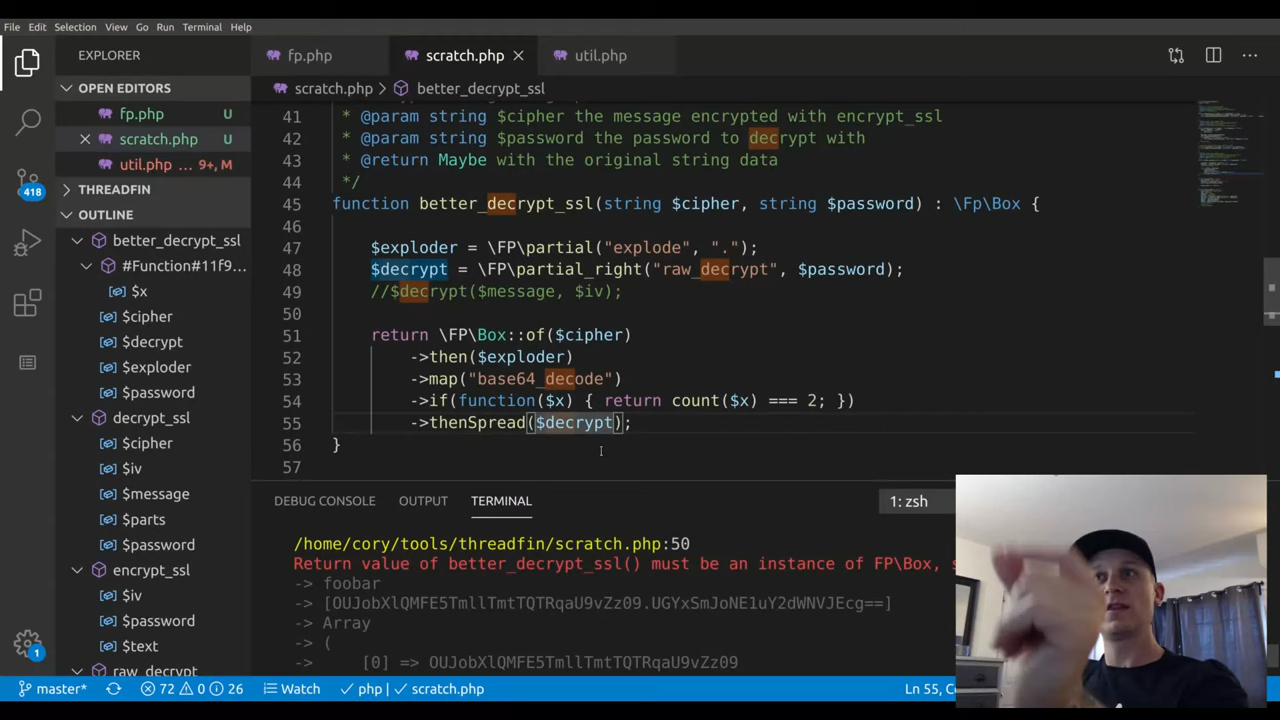 File Edit Selection View Go Run Terminal Help
EXPLORER
fp.php
scratch.php
util.php
OPEN EDITORS
scratch.php
better_decrypt_ssl
fp.php U
scratch.php U
util.php ... 9+, M
THREADFIN
418
OUTLINE
better_decrypt_ssl
#Function#11f9...
$x
$cipher
$decrypt
$exploder
$password
decrypt_ssl
$cipher
$iv
$message
$parts
$password
encrypt_ssl
$iv
$password
$text
raw_decrypt
41 * @param string $cipher the message encrypted with encrypt_ssl
42 * @param string $password the password to decrypt with
43 * @return Maybe with the original string data
44 */
45 function better_decrypt_ssl(string $cipher, string $password) : \Fp\Box {
46
47 $exploder = \FP\partial("explode", ".");
48 $decrypt = \FP\partial_right("raw_decrypt", $password);
49 //$decrypt($message, $iv);
50
51 return \FP\Box::of($cipher)
52 ->then($exploder)
53 ->map("base64_decode")
54 ->if(function($x) { return count($x) === 2; })
55 ->thenSpread($decrypt);
56 }
57
DEBUG CONSOLE OUTPUT TERMINAL 1: zsh
/home/cory/tools/threadfin/scratch.php:50
Return value of better_decrypt_ssl() must be an instance of FP\Box,
-> foobar
-> [OUJobXlQMFE5TmllTmtTQTRqaU9vZz09.UGYxSmJoNE1uY2dWNVJEcg==]
-> Array
-> (
-> [0] => OUJobXlQMFE5TmllTmtTQTRqaU9vZz09
1
master* 72 0 26 Watch php | scratch.php Ln 55,